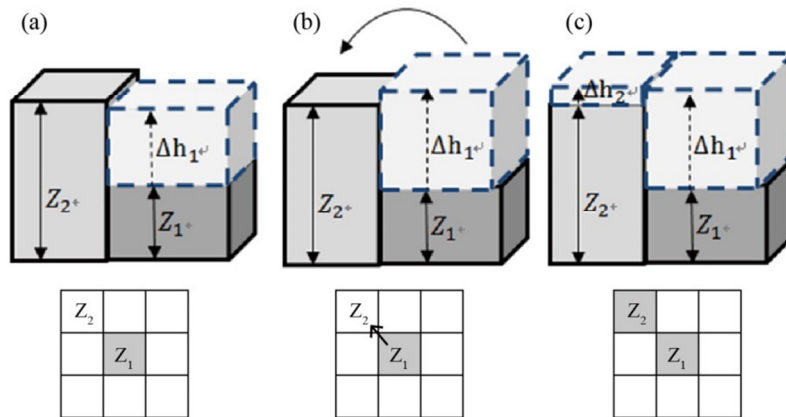 (a)
(b)
(c)
Δh₁↵
Z₂↵
Z₁↵
Δh₁↵
Z₂↵
Z₁↵
Δh₂↵
Δh₁↵
Z₂↵
Z₁↵
Z₂
Z₁
Z₂
Z₁
Z₂
Z₁